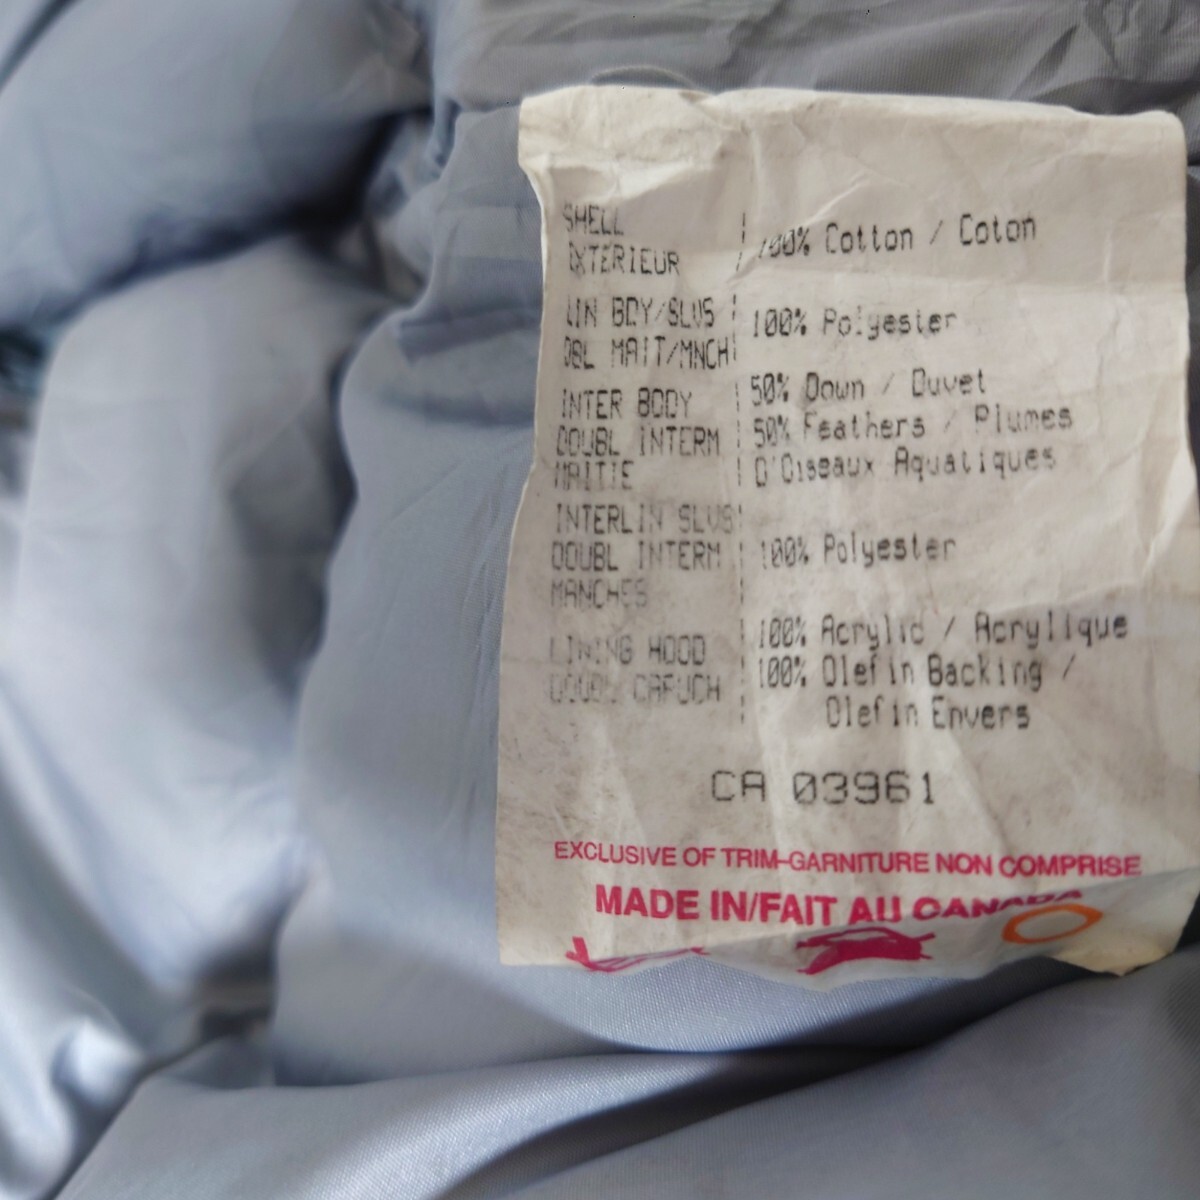 SHELL
EXTERIEUR
100% Cotton / Coton
LIN BDY/SLVS
DBL MAIT/MNCH
100% Polyester
INTER BODY
DOUBL INTERM
MAITIE
50% Down / Duvet
50% Feathers / Plumes
D'Oiseaux Aquatiques
INTERLIN SLVS
DOUBL INTERM
MANCHES
100% Polyester
LINING HOOD
DOUBL CAPUCH
100% Acrylic / Acrylique
100% Olefin Backing /
Olefin Envers
CA 03961
EXCLUSIVE OF TRIM-GARNITURE NON COMPRISE
MADE IN/FAIT AU CANADA